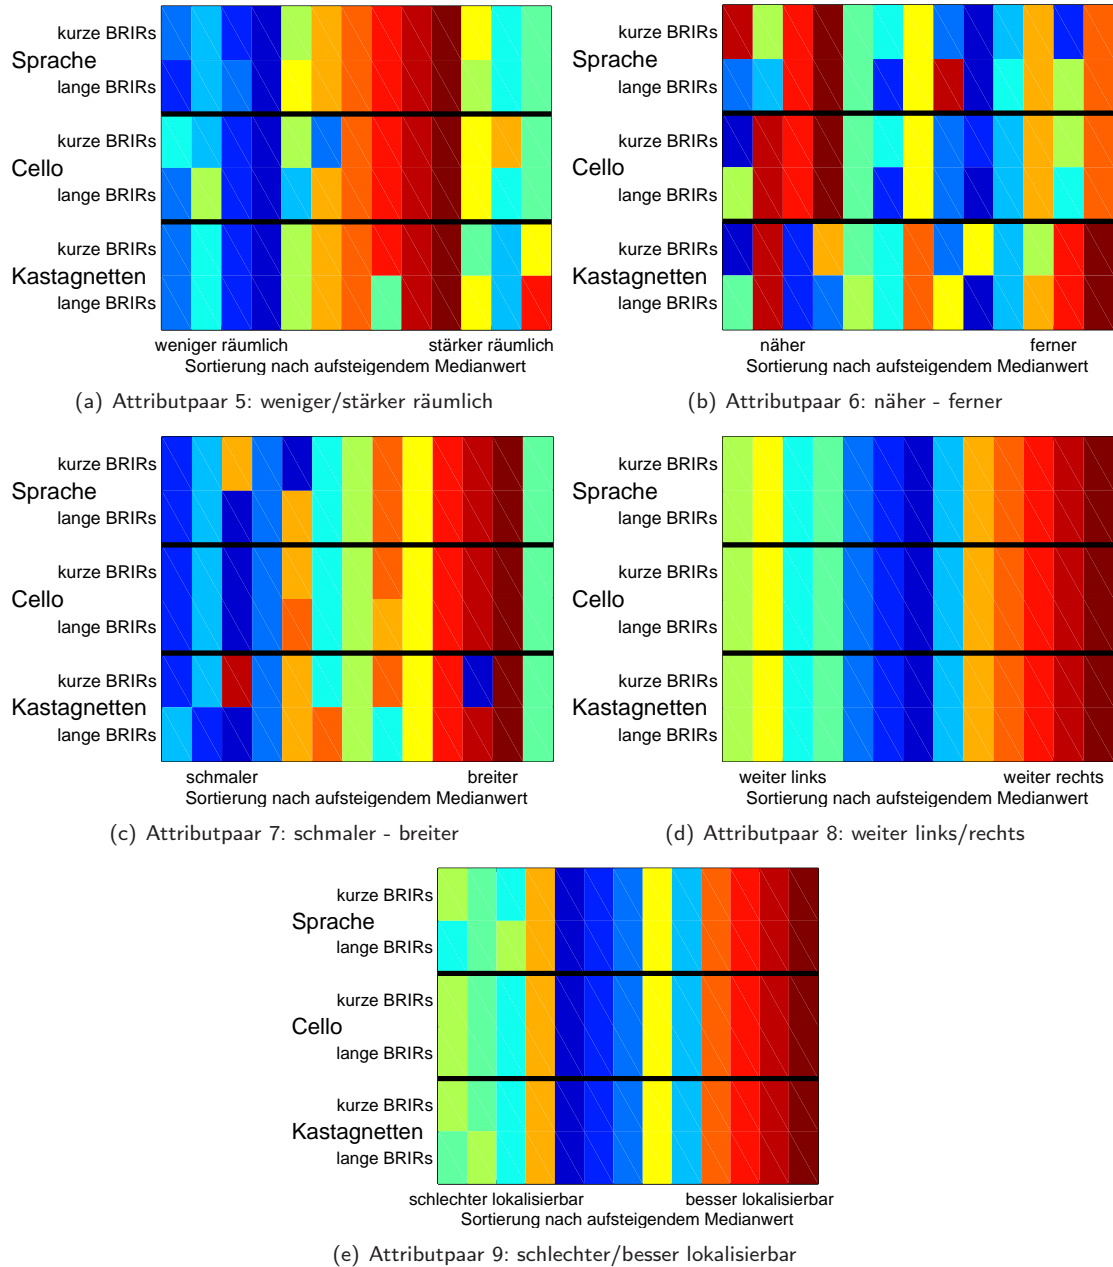 kurze BRIRs
Sprache
lange BRIRs
kurze BRIRs
Cello
lange BRIRs
kurze BRIRs
Kastagnetten
lange BRIRs
weniger räumlich stärker räumlich
Sortierung nach aufsteigendem Medianwert
(a) Attributpaar 5: weniger/stärker räumlich
kurze BRIRs
Sprache
lange BRIRs
kurze BRIRs
Cello
lange BRIRs
kurze BRIRs
Kastagnetten
lange BRIRs
näher ferner
Sortierung nach aufsteigendem Medianwert
(b) Attributpaar 6: näher - ferner
kurze BRIRs
Sprache
lange BRIRs
kurze BRIRs
Cello
lange BRIRs
kurze BRIRs
Kastagnetten
lange BRIRs
schmaler breiter
Sortierung nach aufsteigendem Medianwert
(c) Attributpaar 7: schmaler - breiter
kurze BRIRs
Sprache
lange BRIRs
kurze BRIRs
Cello
lange BRIRs
kurze BRIRs
Kastagnetten
lange BRIRs
weiter links weiter rechts
Sortierung nach aufsteigendem Medianwert
(d) Attributpaar 8: weiter links/rechts
kurze BRIRs
Sprache
lange BRIRs
kurze BRIRs
Cello
lange BRIRs
kurze BRIRs
Kastagnetten
lange BRIRs
schlechter lokalisierbar besser lokalisierbar
Sortierung nach aufsteigendem Medianwert
(e) Attributpaar 9: schlechter/besser lokalisierbar